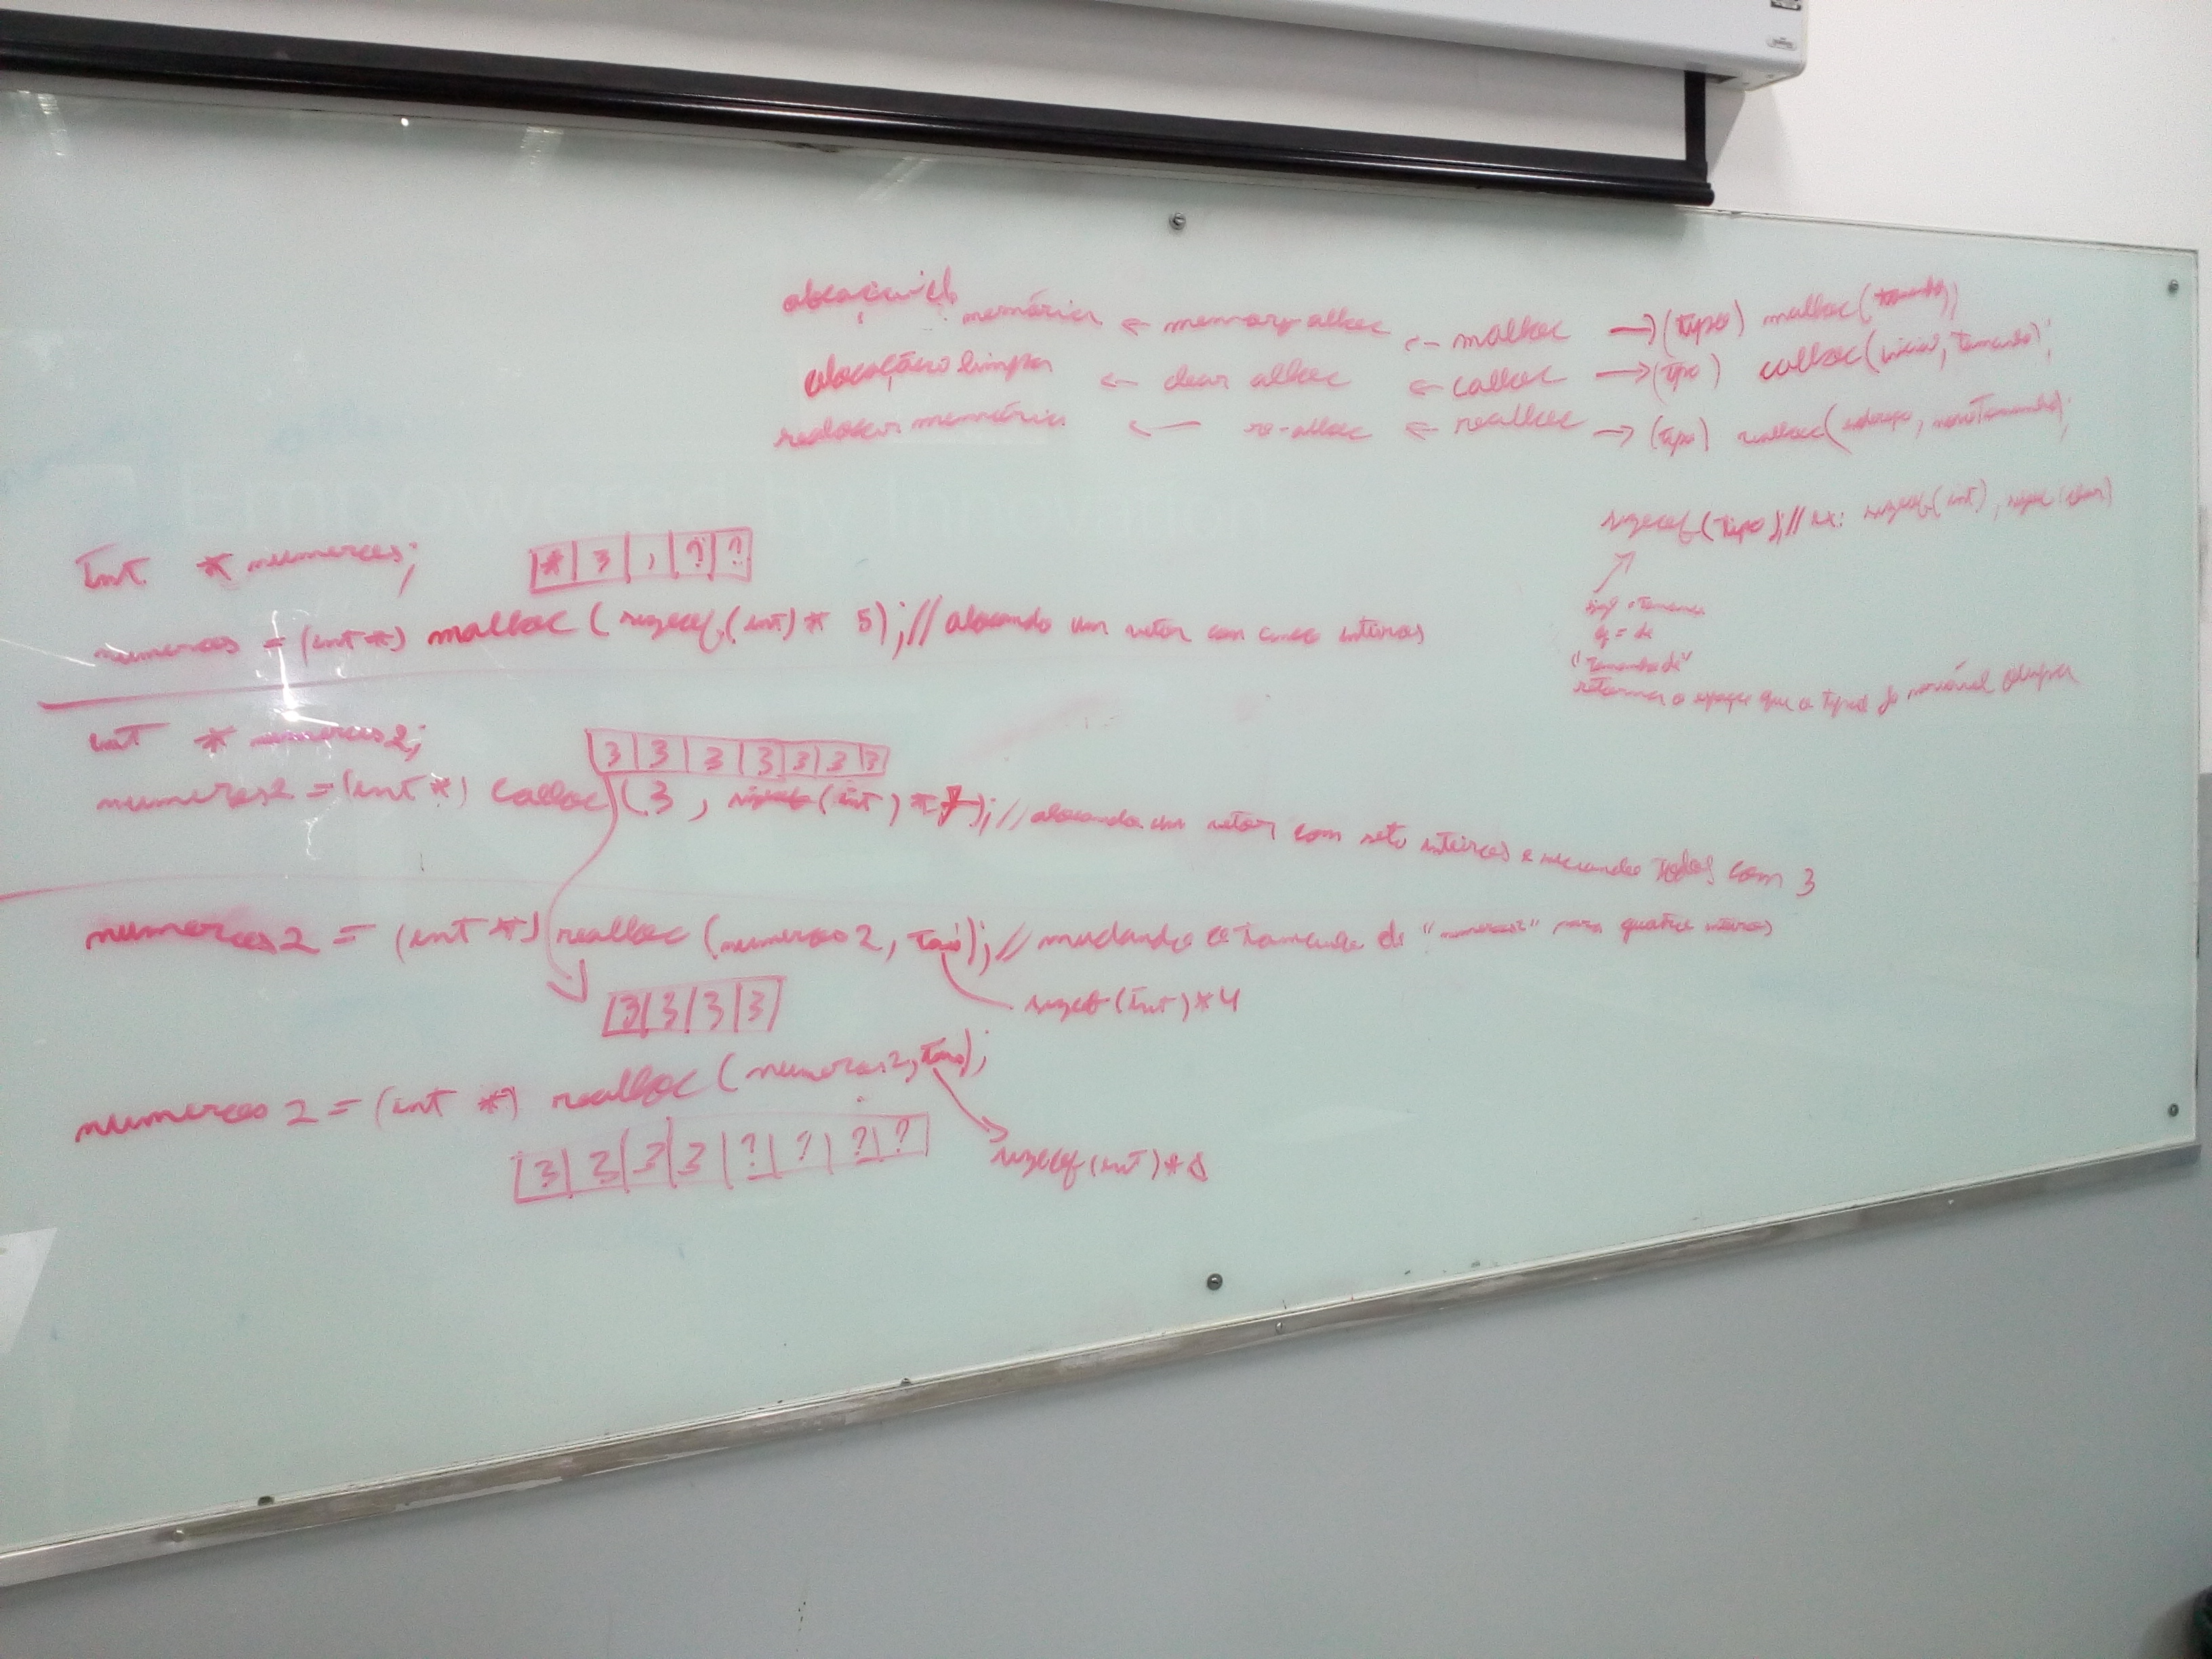 alocação de memória <- memory alloc <- malloc -> (tipo) malloc(tamanho)
alocação limpa <- clear alloc <- calloc -> (tipo) calloc(inicial, tamanho);
realocar memória <- re-alloc <- realloc -> (tipo) realloc(endereço, novoTamanho);
sizeof(tipo);// ex: sizeof(int), sizeof(char)
of = de
"Tamanho de"
retorna o espaço que o tipo de variável ocupa
int * numeros;
* 3 , ? ?
numeros = (int *) malloc (sizeof(int) * 5); // alocando um vetor com cinco inteiros
int * numeros2;
3 3 3 3 3 3 3
numeros2 = (int *) calloc (3, sizeof(int) * 7); // alocando um vetor com sete inteiros e iniciando todos com 3
numeros2 = (int *) realloc (numeros2, Tam); // mudando o tamanho de "numeros2" para quatro inteiros
3 3 3 3
sizeof(int) * 4
numeros2 = (int *) realloc (numeros2, Tam);
3 3 3 3 ? ? ? ?
sizeof(int) * 8